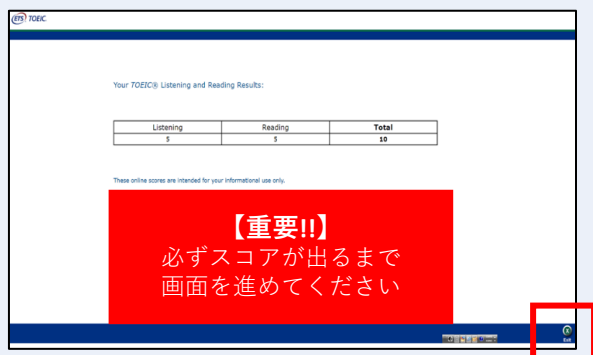 ETS TOEIC.
Your TOEIC® Listening and Reading Results:
Listening Reading Total
5 5 10
These online scores are intended for your informational use only.
【重要!!】
必ずスコアが出るまで
画面を進めてください
Exit